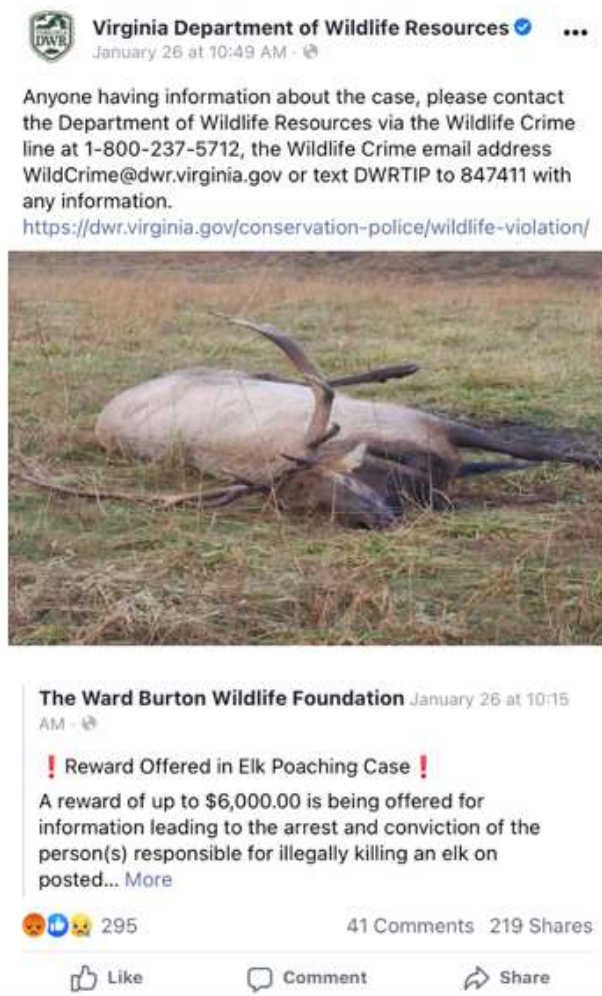 DWR
Virginia Department of Wildlife Resources
January 26 at 10:49 AM ·
Anyone having information about the case, please contact
the Department of Wildlife Resources via the Wildlife Crime
line at 1-800-237-5712, the Wildlife Crime email address
WildCrime@dwr.virginia.gov or text DWRTIP to 847411 with
any information.
https://dwr.virginia.gov/conservation-police/wildlife-violation/
The Ward Burton Wildlife Foundation January 26 at 10:15
AM ·
❗Reward Offered in Elk Poaching Case❗
A reward of up to $6,000.00 is being offered for
information leading to the arrest and conviction of the
person(s) responsible for illegally killing an elk on
posted... More
295 41 Comments 219 Shares
Like Comment Share